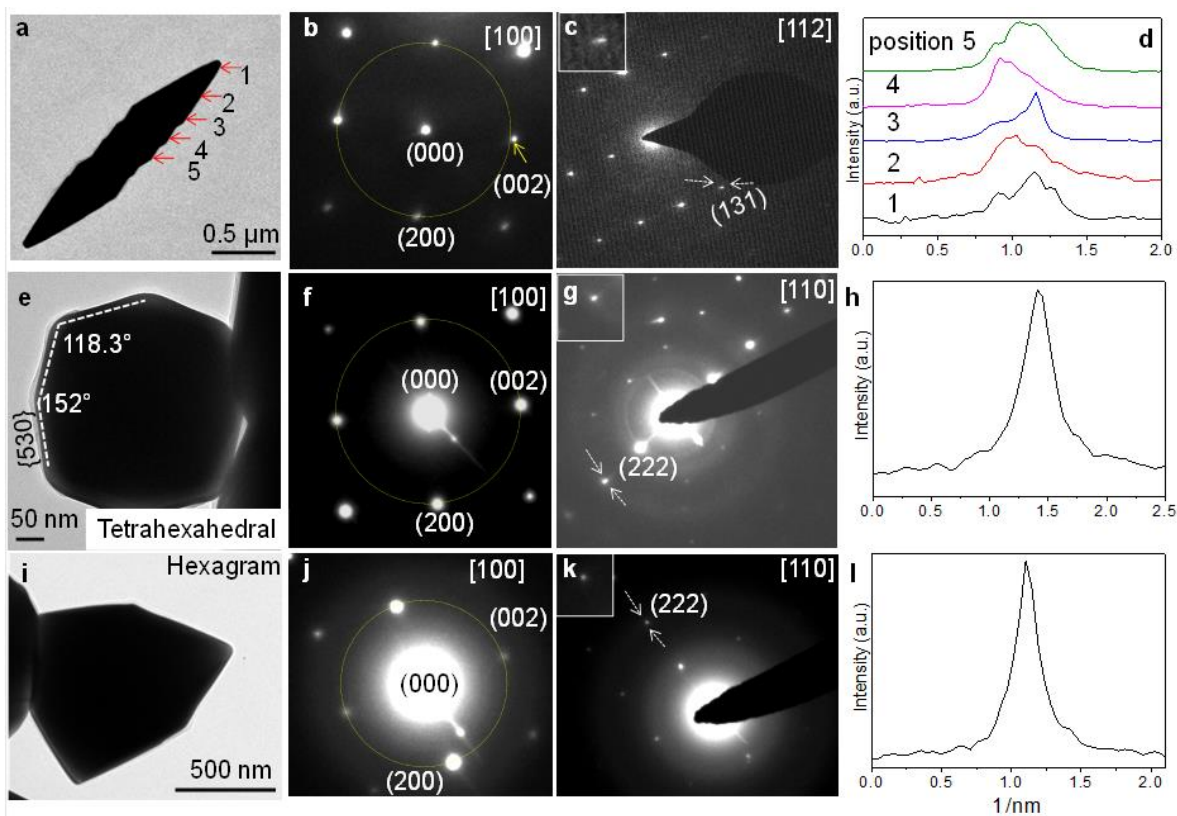 a
1
2
3
4
5
0.5 µm
b
[100]
(000)
(002)
(200)
c
[112]
(131)
d
position 5
4
3
2
1
Intensity (a.u.)
0.0 0.5 1.0 1.5 2.0
e
118.3°
152°
{530}
50 nm
Tetrahexahedral
f
[100]
(000)
(002)
(200)
g
[110]
(222)
h
Intensity (a.u.)
0.0 0.5 1.0 1.5 2.0 2.5
i
Hexagram
500 nm
j
[100]
(002)
(000)
(200)
k
[110]
(222)
l
Intensity (a.u.)
0.0 0.5 1.0 1.5 2.0
1/nm